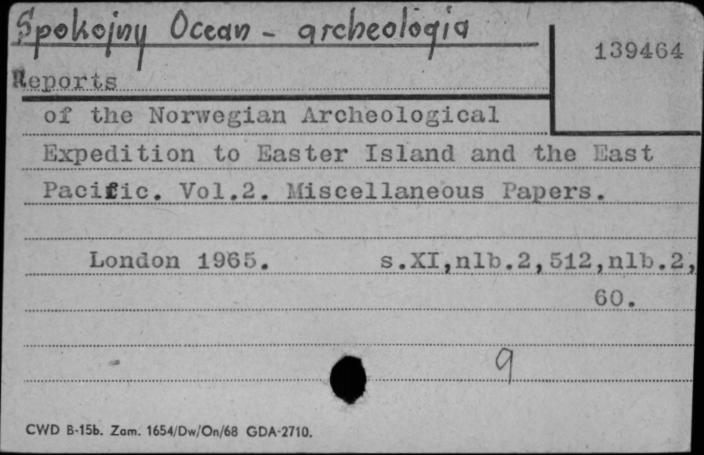 Spokojny Ocean - archeologia
139464
Reports
of the Norwegian Archeological
Expedition to Easter Island and the East
Pacific. Vol.2. Miscellaneous Papers.
London 1965. s.XI,nlb.2,512,nlb.2,
60.
9
CWD B-15b. Zam. 1654/Dw/On/68 GDA-2710.